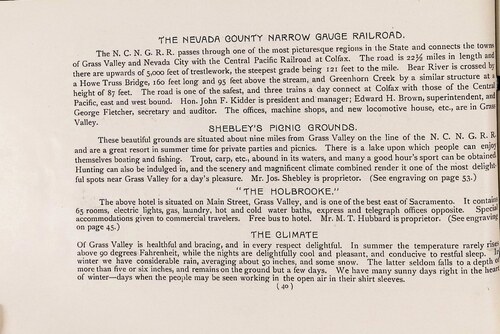 THE NEVADA COUNTY NARROW GAUGE RAILROAD.
The N. C. N. G. R. R. passes through one of the most picturesque regions in the State and connects the towns
of Grass Valley and Nevada City with the Central Pacific Railroad at Colfax. The road is 22½ miles in length and
there are upwards of 5,000 feet of trestlework, the steepest grade being 121 feet to the mile. Bear River is crossed by
a Howe Truss Bridge, 160 feet long and 95 feet above the stream, and Greenhorn Creek by a similar structure at a
height of 87 feet. The road is one of the safest, and three trains a day connect at Colfax with those of the Central
Pacific, east and west bound. Hon. John F. Kidder is president and manager; Edward H. Brown, superintendent, and
George Fletcher, secretary and auditor. The offices, machine shops, and new locomotive house, etc., are in Grass
Valley.
SHEBLEY'S PICNIC GROUNDS.
These beautiful grounds are situated about nine miles from Grass Valley on the line of the N. C. N. G. R. R.
and are a great resort in summer time for private parties and picnics. There is a lake upon which people can enjoy
themselves boating and fishing. Trout, carp, etc., abound in its waters, and many a good hour's sport can be obtained.
Hunting can also be indulged in, and the scenery and magnificent climate combined render it one of the most delight-
ful spots near Grass Valley for a day's pleasure. Mr. Jos. Shebley is proprietor. (See engraving on page 53.)
"THE HOLBROOKE."
The above hotel is situated on Main Street, Grass Valley, and is one of the best east of Sacramento. It contains
65 rooms, electric lights, gas, laundry, hot and cold water baths, express and telegraph offices opposite. Special
accommodations given to commercial travelers. Free bus to hotel. Mr. M. T. Hubbard is proprietor. (See engraving
on page 45.)
THE CLIMATE
Of Grass Valley is healthful and bracing, and in every respect delightful. In summer the temperature rarely rises
above 90 degrees Fahrenheit, while the nights are delightfully cool and pleasant, and conducive to restful sleep. In
winter we have considerable rain, averaging about 50 inches, and some snow. The latter seldom falls to a depth of
more than five or six inches, and remains on the ground but a few days. We have many sunny days right in the heart
of winter—days when the people may be seen working in the open air in their shirt sleeves.
(40)